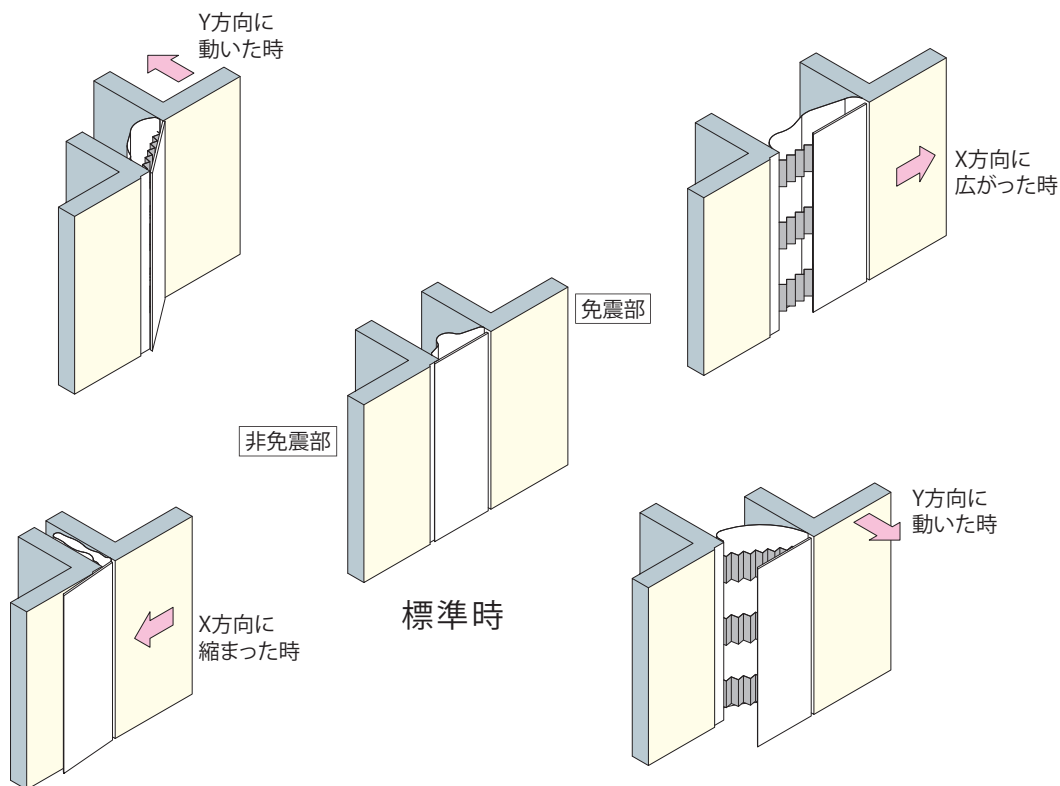 Y方向に
動いた時
X方向に
広がった時
免震部
非免震部
標準時
X方向に
縮まった時
Y方向に
動いた時